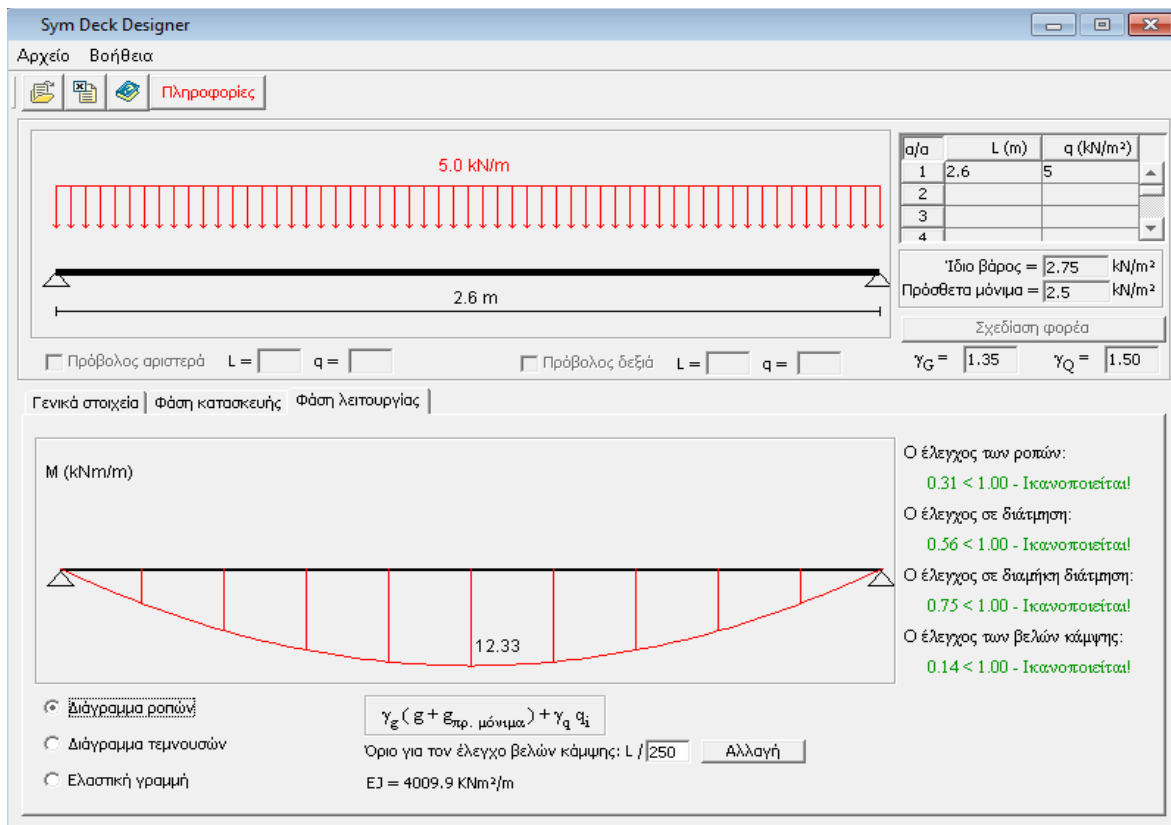 Sym Deck Designer
Αρχείο Βοήθεια
Πληροφορίες
5.0 kN/m
2.6 m
α/α L (m) q (kN/m²)
1 2.6 5
2
3
4
Ίδιο βάρος = 2.75 kN/m²
Πρόσθετα μόνιμα = 2.5 kN/m²
Σχεδίαση φορέα
Πρόβολος αριστερά L = q =
Πρόβολος δεξιά L = q =
γG = 1.35 γQ = 1.50
Γενικά στοιχεία Φάση κατασκευής Φάση λειτουργίας
M (kNm/m)
12.33
Ο έλεγχος των ροπών:
0.31 < 1.00 - Ικανοποιείται!
Ο έλεγχος σε διάτμηση:
0.56 < 1.00 - Ικανοποιείται!
Ο έλεγχος σε διαμήκη διάτμηση:
0.75 < 1.00 - Ικανοποιείται!
Ο έλεγχος των βελών κάμψης:
0.14 < 1.00 - Ικανοποιείται!
Διάγραμμα ροπών
Διάγραμμα τεμνουσών
Ελαστική γραμμή
γg ( g + gπρ. μόνιμα ) + γq qi
Όριο για τον έλεγχο βελών κάμψης: L / 250 Αλλαγή
EJ = 4009.9 KNm²/m